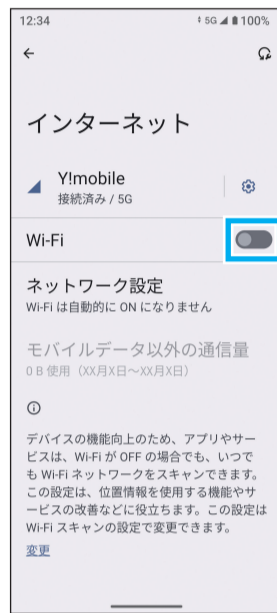 12:34 5G 100%
インターネット
Y!mobile
接続済み / 5G
Wi-Fi
ネットワーク設定
Wi-Fi は自動的に ON になりません
モバイルデータ以外の通信量
0 B 使用（XX月X日～XX月X日）
デバイスの機能向上のため、アプリやサー
ビスは、Wi-Fi が OFF の場合でも、いつで
も Wi-Fi ネットワークをスキャンできます。
この設定は、位置情報を使用する機能やサ
ービスの改善などに役立ちます。この設定は
Wi-Fi スキャンの設定で変更できます。
変更